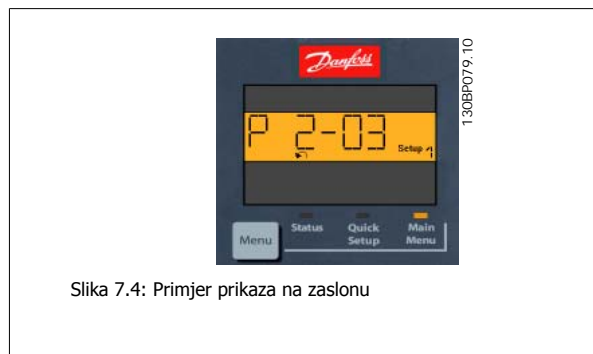 Danfoss
130BP079.10
P 2-03 Setup 1
Menu
Status
Quick Setup
Main Menu
Slika 7.4: Primjer prikaza na zaslonu